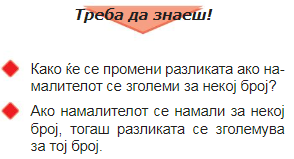 Треба да знаеш!
Како ќе се промени разликата ако на-
малителот се зголеми за некој број?
Ако намалителот се намали за некој
број, тогаш разликата се зголемува
за тој број.